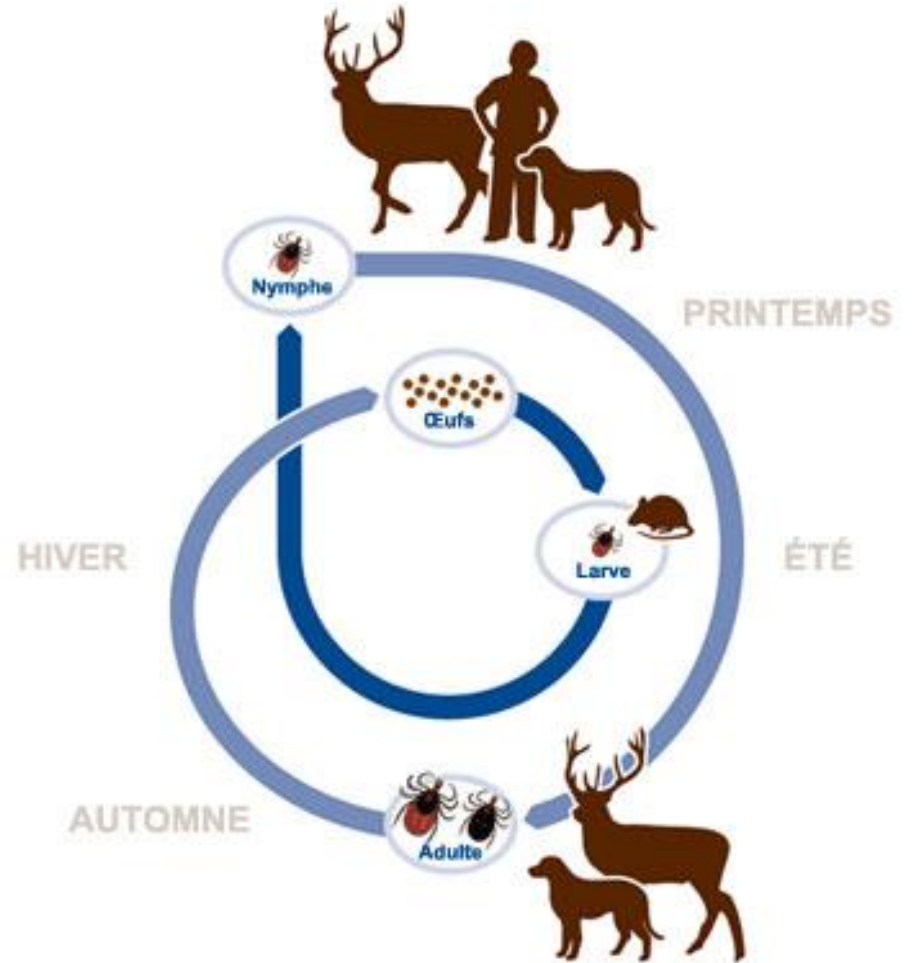 Nymphe
PRINTEMPS
Œufs
HIVER
ÉTÉ
Larve
AUTOMNE
Adulte